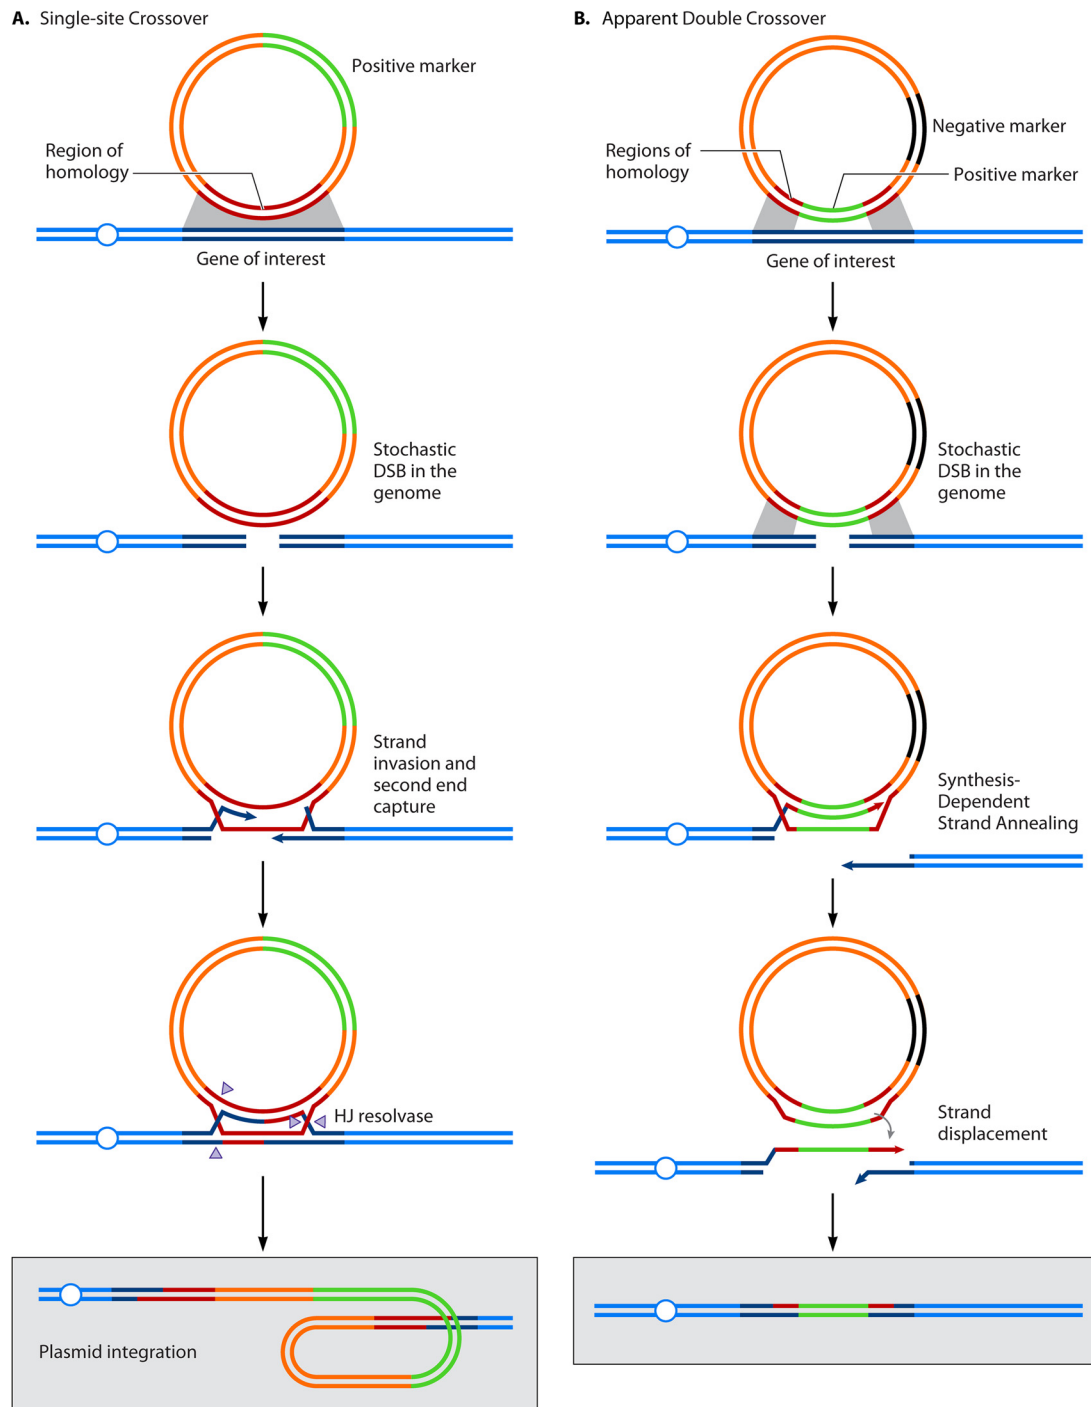 A. Single-site Crossover
Positive marker
Region of
homology
Gene of interest
Stochastic
DSB in the
genome
Strand
invasion and
second end
capture
HJ resolvase
Plasmid integration
B. Apparent Double Crossover
Negative marker
Regions of
homology
Positive marker
Gene of interest
Stochastic
DSB in the
genome
Synthesis-
Dependent
Strand Annealing
Strand
displacement